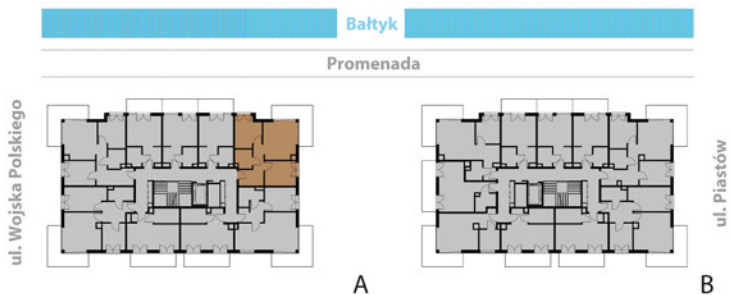 Bałtyk
Promenada
ul. Wojska Polskiego
ul. Piastów
A
B